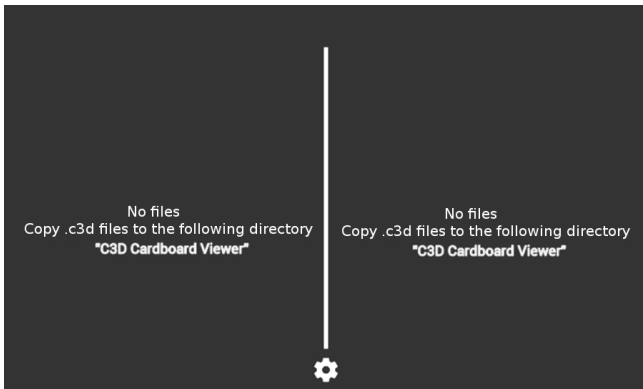 No files
Copy .c3d files to the following directory
"C3D Cardboard Viewer"
No files
Copy .c3d files to the following directory
"C3D Cardboard Viewer"